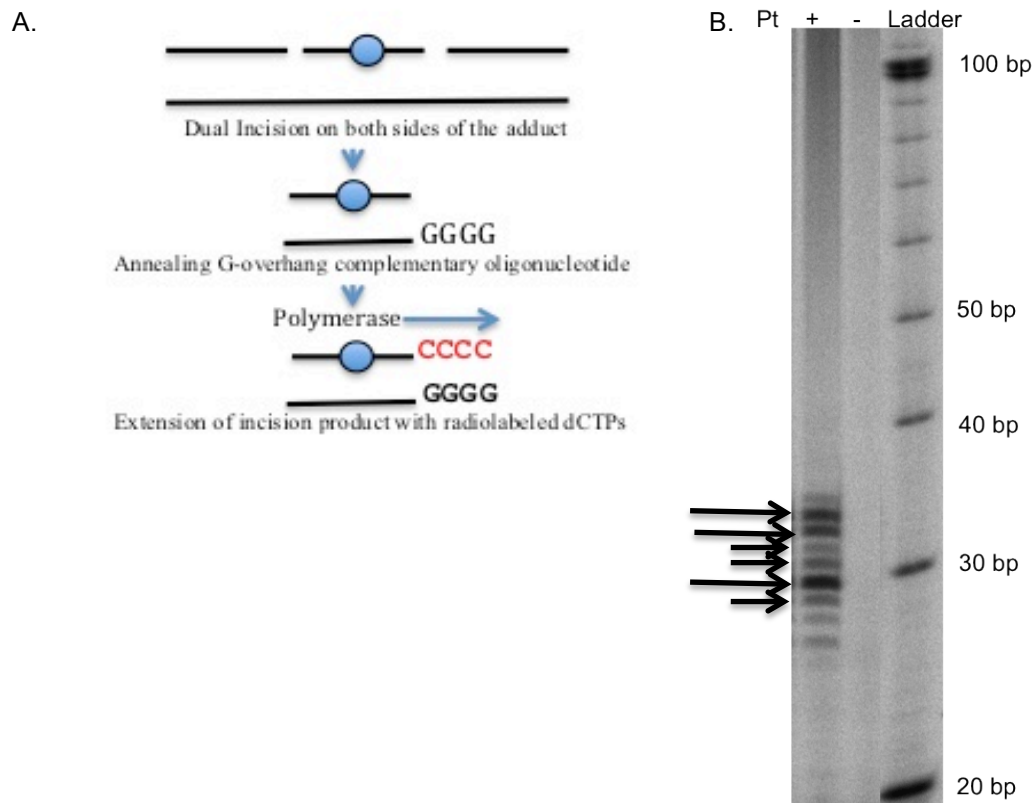 A.
Dual Incision on both sides of the adduct
GGGG
Annealing G-overhang complementary oligonucleotide
Polymerase
CCCC
GGGG
Extension of incision product with radiolabeled dCTPs
B. Pt + - Ladder
100 bp
50 bp
40 bp
30 bp
20 bp